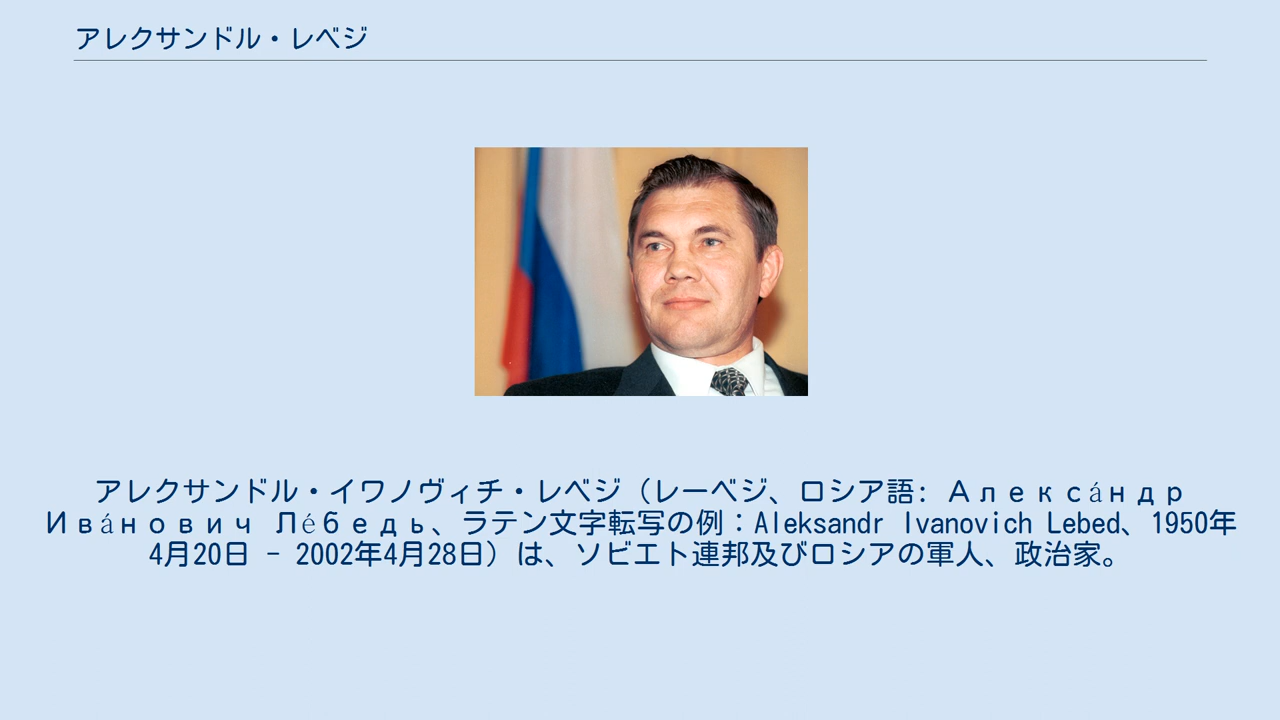 アレクサンドル・レベジ
アレクサンドル・イワノヴィチ・レベジ（レーベジ、ロシア語: Алекса́ндр
Ива́нович Ле́бедь、ラテン文字転写の例：Aleksandr Ivanovich Lebed、1950年
4月20日 - 2002年4月28日）は、ソビエト連邦及びロシアの軍人、政治家。